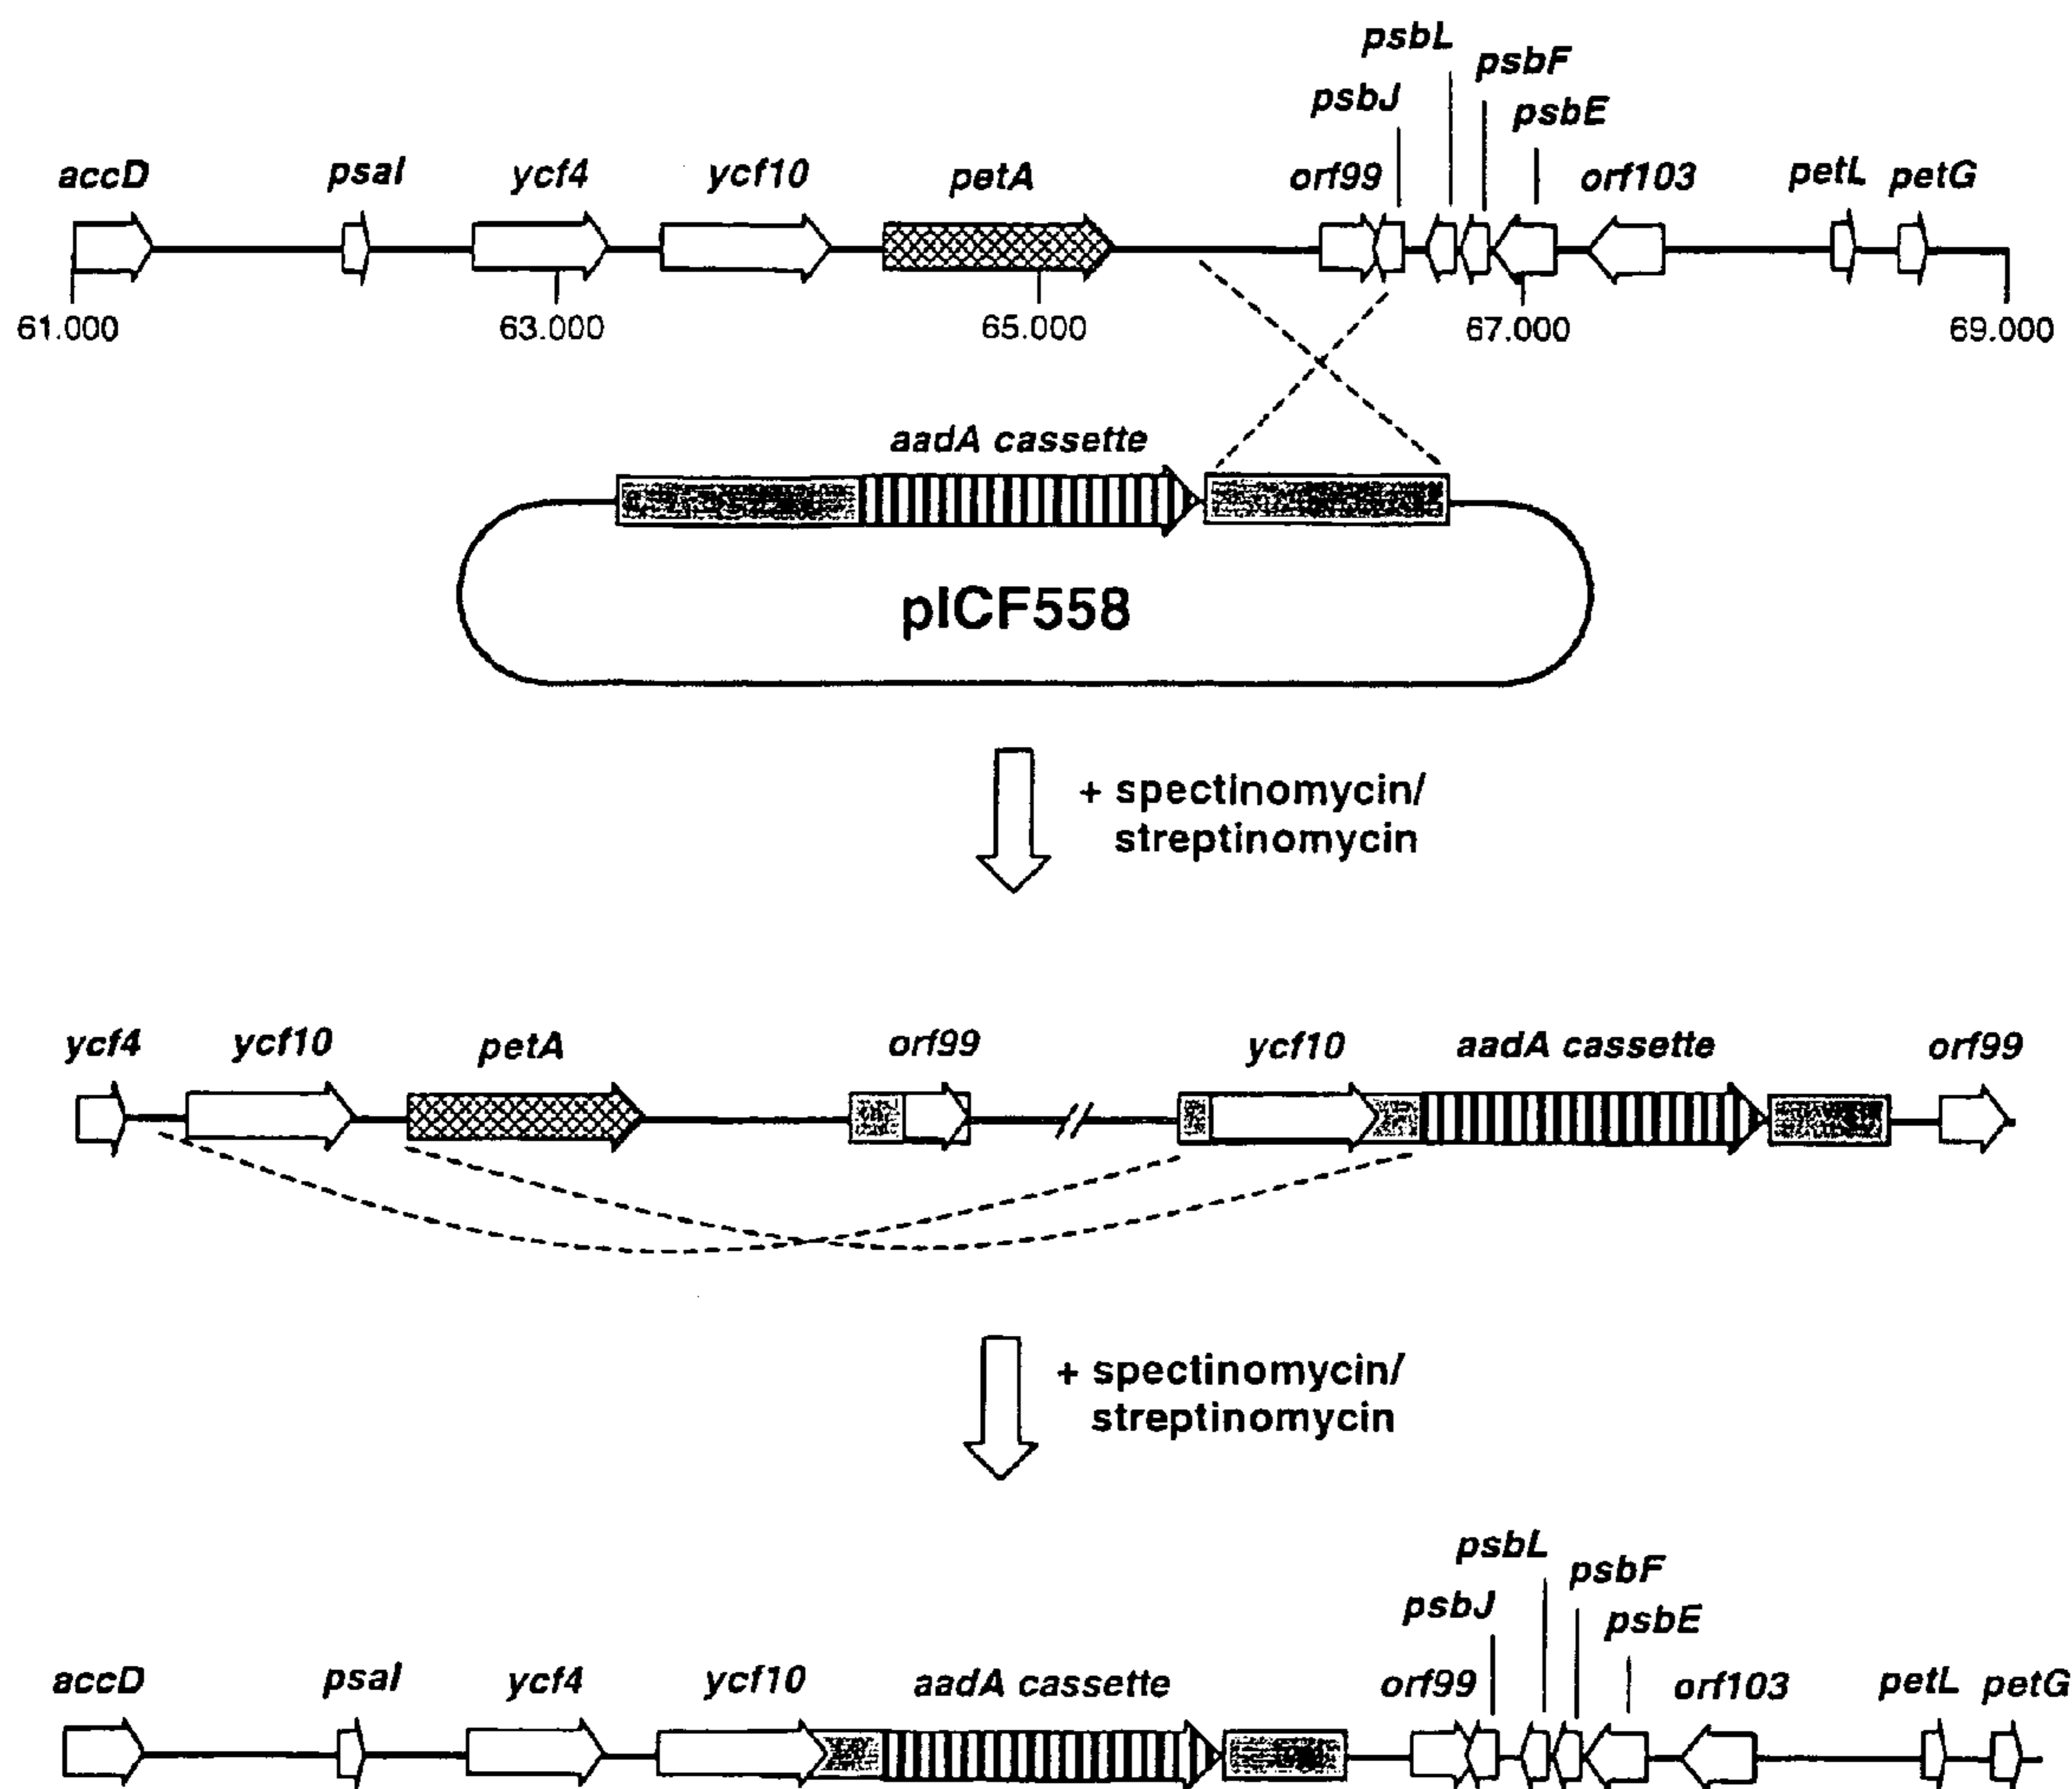 psbL
psbF
psbJ
psbE
accD psaI ycf4 ycf10 petA orf99 orf103 petL petG
61.000 63.000 65.000 67.000 69.000
aadA cassette
pICF558
+ spectinomycin/
streptinomycin
ycf4 ycf10 petA orf99 ycf10 aadA cassette orf99
+ spectinomycin/
streptinomycin
psbL
psbF
psbJ
psbE
accD psaI ycf4 ycf10 aadA cassette orf99 orf103 petL petG